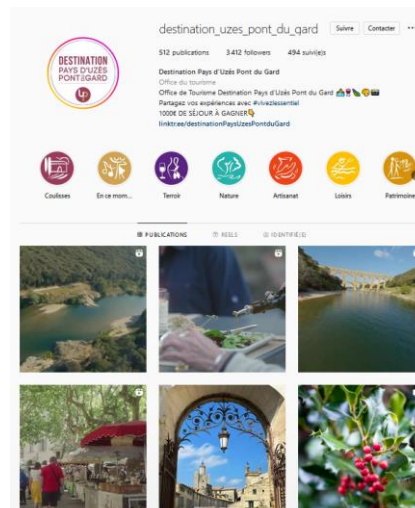 destination_uzes_pont_du_gard Suivre Contacter ...
DESTINATION
PAYS D'UZÈS
PONT DU GARD
512 publications 3 412 followers 494 suivi(e)s
Destination Pays d'Uzès Pont du Gard
Office du tourisme
Office de Tourisme Destination Pays d'Uzès Pont du Gard
Partagez vos expériences avec #vivezlessentiel
1000€ DE SÉJOUR À GAGNER
linktr.ee/destinationPaysUzesPontduGard
Coulisses En ce mom... Terroir Nature Artisanat Loisirs Patrimoine
PUBLICATIONS REELS IDENTIFIÉ(E)